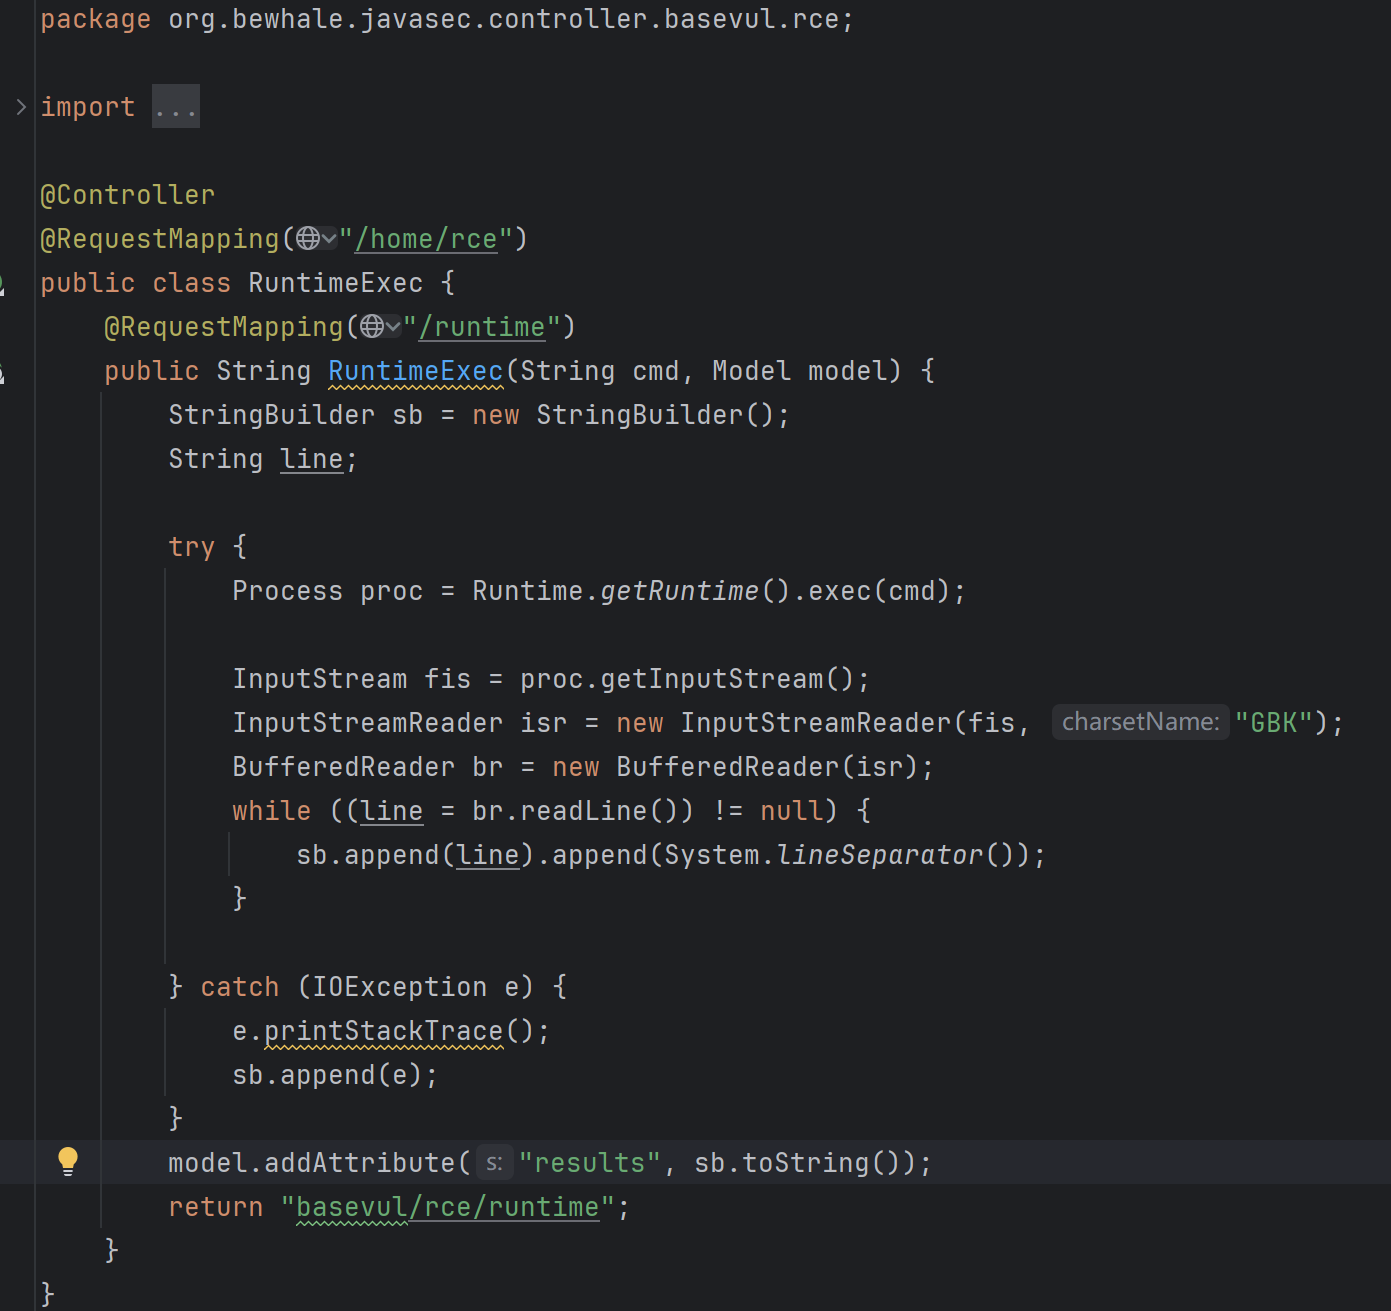 package org.bewhale.javasec.controller.basevul.rce;
import ...
@Controller
@RequestMapping("/home/rce")
public class RuntimeExec {
@RequestMapping("/runtime")
public String RuntimeExec(String cmd, Model model) {
StringBuilder sb = new StringBuilder();
String line;
try {
Process proc = Runtime.getRuntime().exec(cmd);
InputStream fis = proc.getInputStream();
InputStreamReader isr = new InputStreamReader(fis, charsetName: "GBK");
BufferedReader br = new BufferedReader(isr);
while ((line = br.readLine()) != null) {
sb.append(line).append(System.lineSeparator());
}
} catch (IOException e) {
e.printStackTrace();
sb.append(e);
}
model.addAttribute( s: "results", sb.toString());
return "basevul/rce/runtime";
}
}